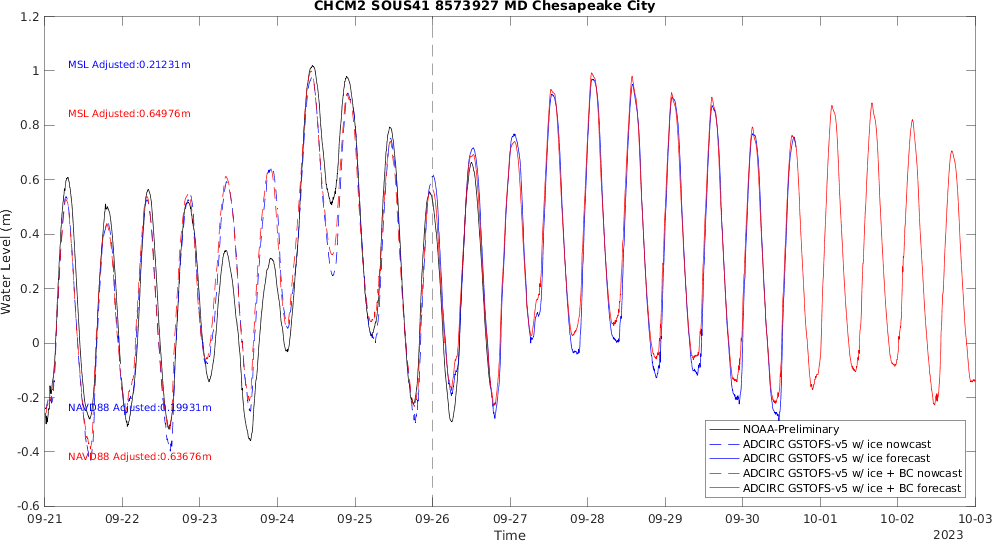 CHCM2 SOUS41 8573927 MD Chesapeake City
1.2
1
0.8
0.6
0.4
0.2
0
-0.2
-0.4
-0.6
Water Level (m)
MSL Adjusted:0.21231m
MSL Adjusted:0.64976m
NAVD88 Adjusted:0.19931m
NAVD88 Adjusted:0.63676m
NOAA-Preliminary
ADCIRC GSTOFS-v5 w/ ice nowcast
ADCIRC GSTOFS-v5 w/ ice forecast
ADCIRC GSTOFS-v5 w/ ice + BC nowcast
ADCIRC GSTOFS-v5 w/ ice + BC forecast
09-21 09-22 09-23 09-24 09-25 09-26 09-27 09-28 09-29 09-30 10-01 10-02 10-03
Time
2023